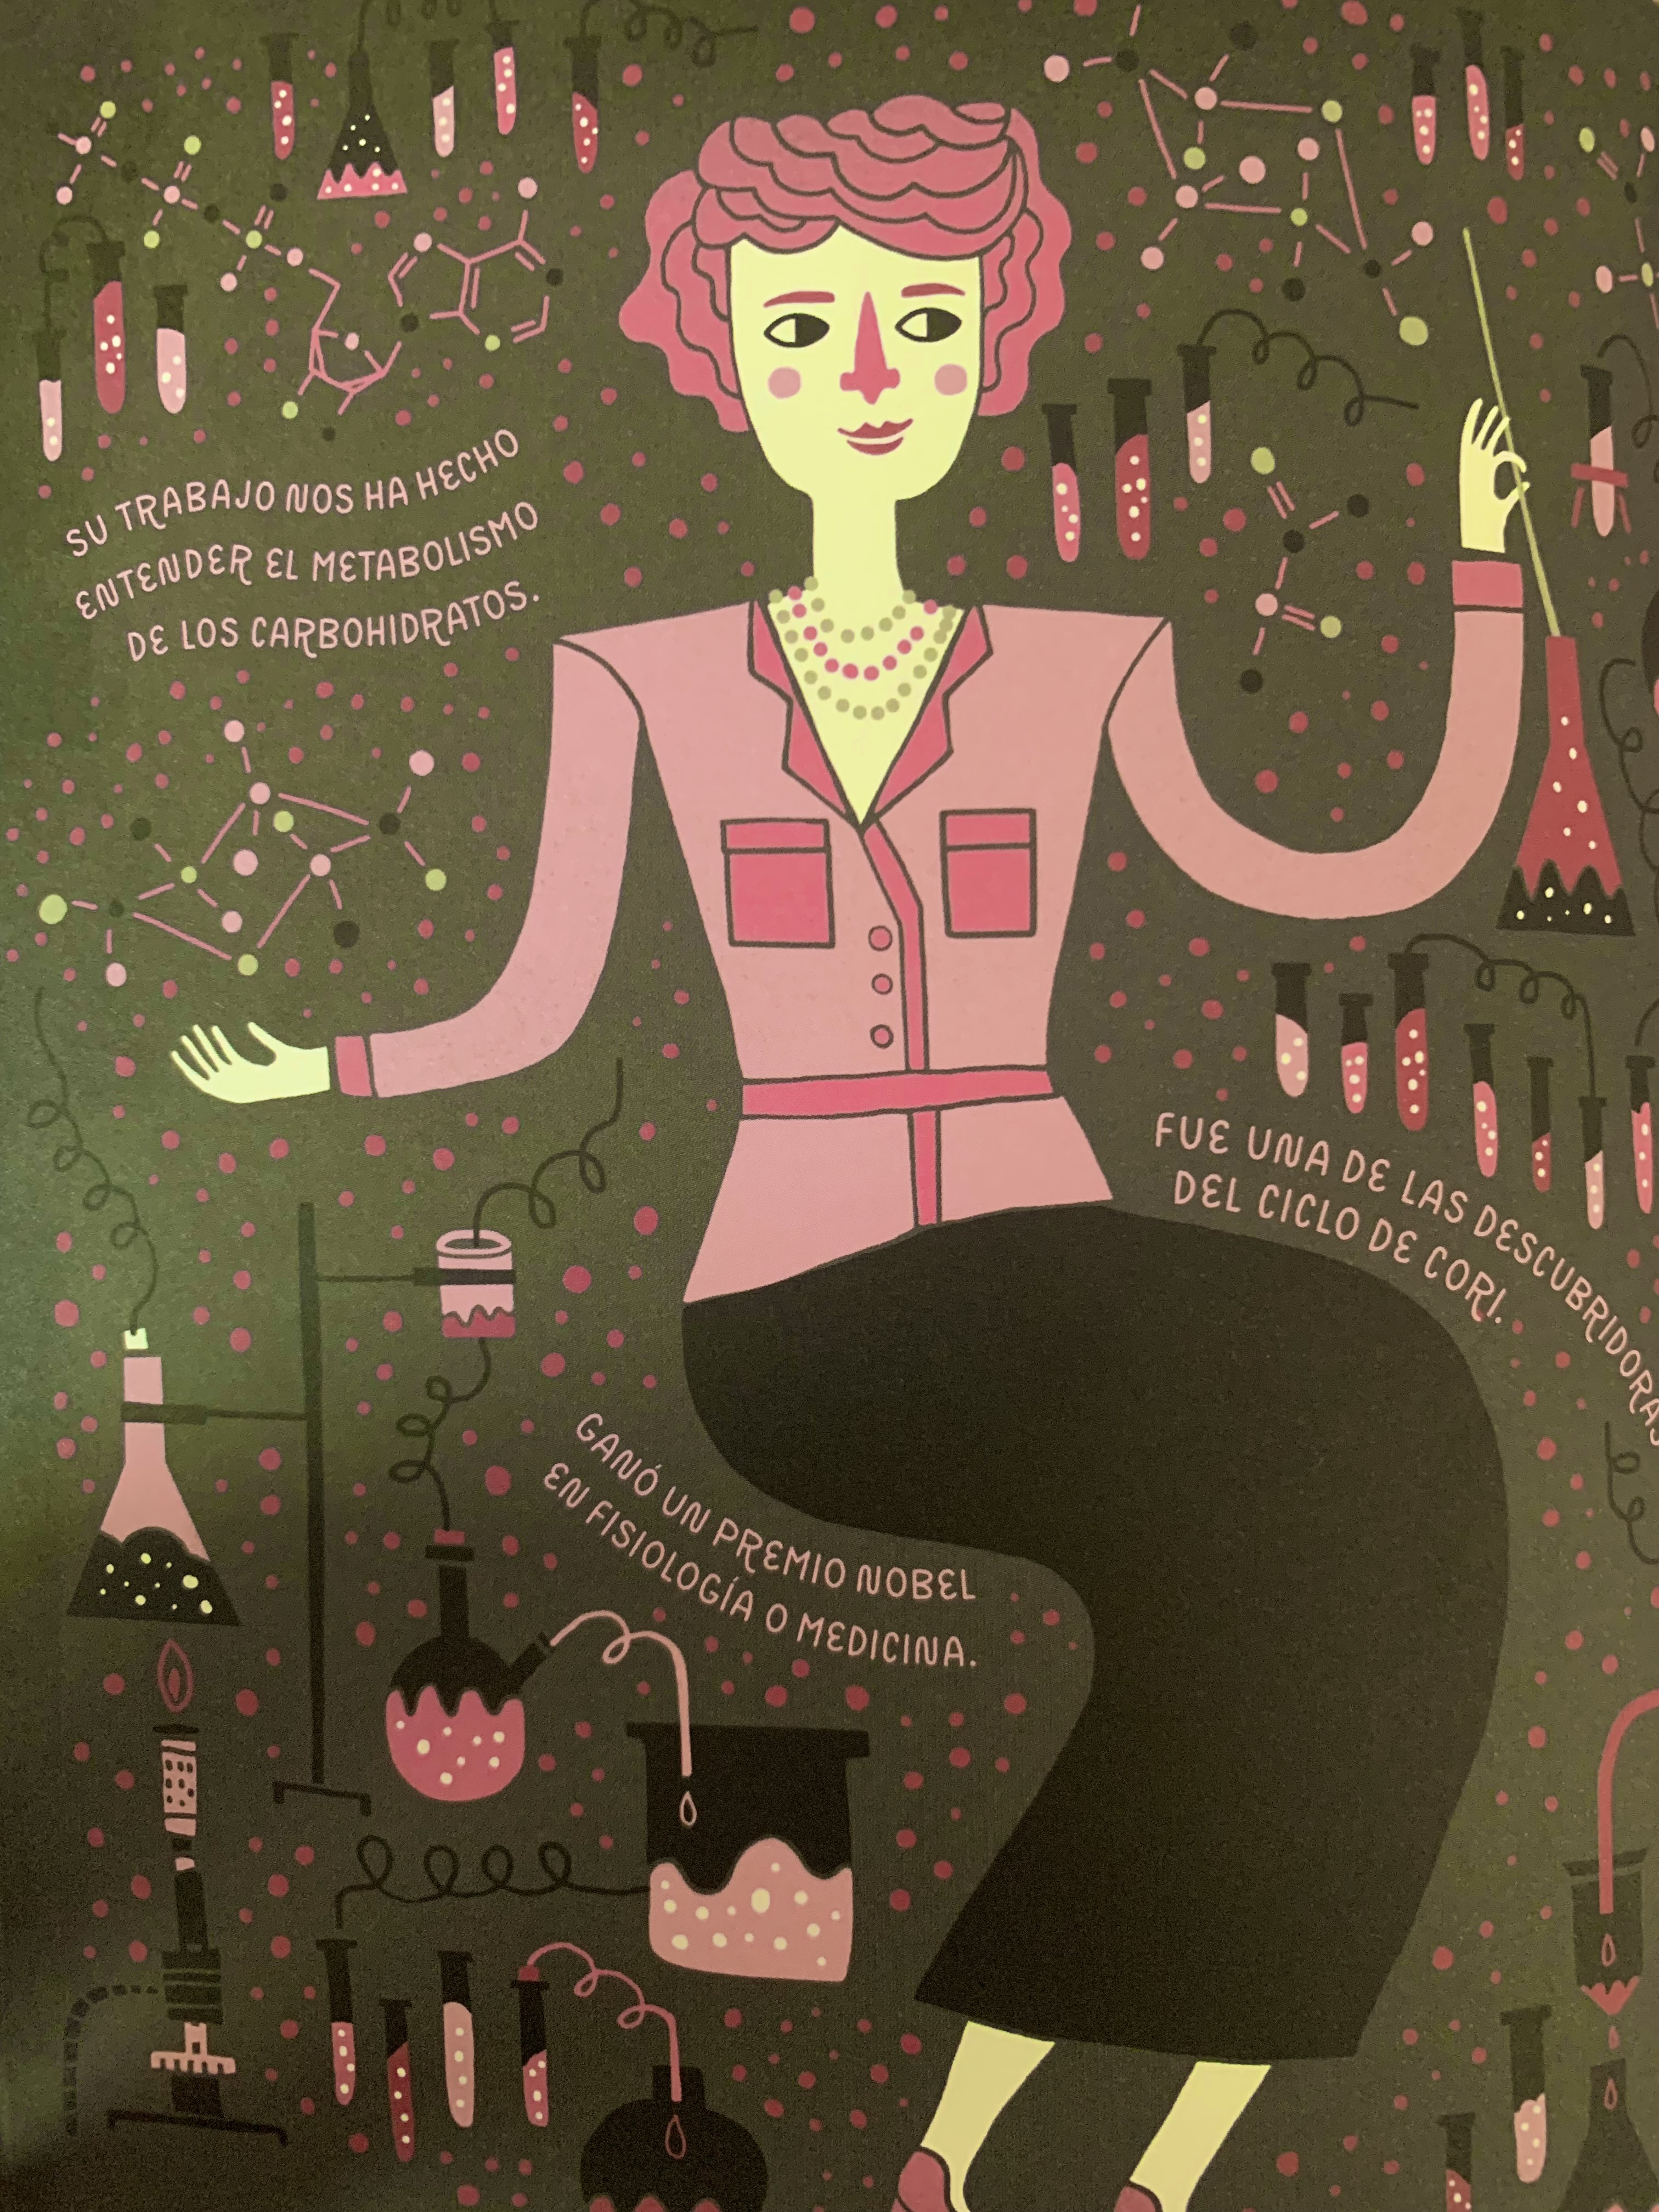 SU TRABAJO NOS HA HECHO
ENTENDER EL METABOLISMO
DE LOS CARBOHIDRATOS.
FUE UNA DE LAS DESCUBRIDORAS
DEL CICLO DE CORI.
GANÓ UN PREMIO NOBEL
EN FISIOLOGÍA O MEDICINA.